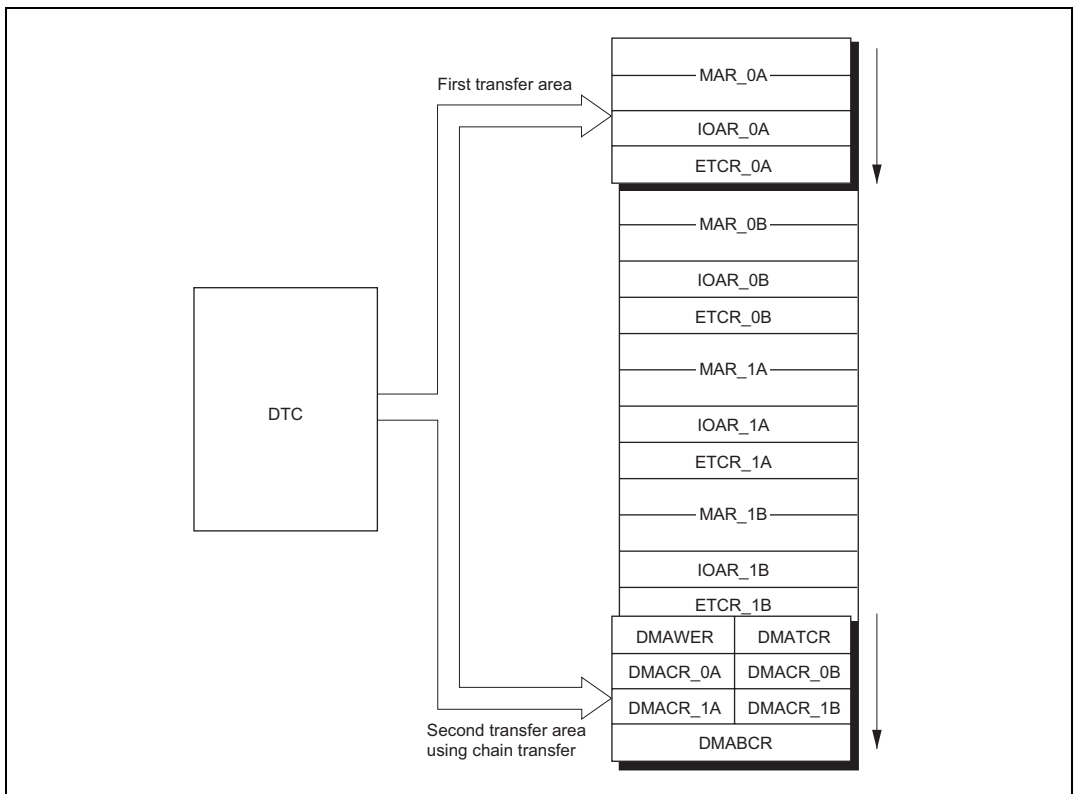 First transfer area
MAR_0A
IOAR_0A
ETCR_0A
MAR_0B
IOAR_0B
ETCR_0B
MAR_1A
DTC
IOAR_1A
ETCR_1A
MAR_1B
IOAR_1B
ETCR_1B
DMAWER DMATCR
DMACR_0A DMACR_0B
DMACR_1A DMACR_1B
Second transfer area
using chain transfer
DMABCR